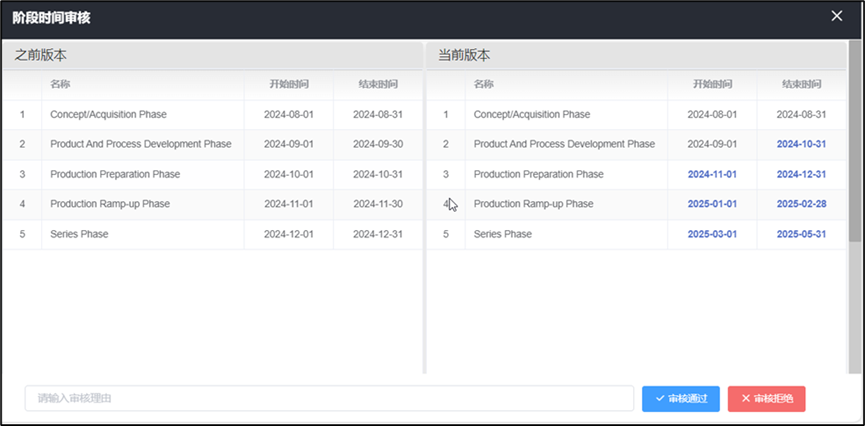 阶段时间审核
之前版本
名称 开始时间 结束时间
1 Concept/Acquisition Phase 2024-08-01 2024-08-31
2 Product And Process Development Phase 2024-09-01 2024-09-30
3 Production Preparation Phase 2024-10-01 2024-10-31
4 Production Ramp-up Phase 2024-11-01 2024-11-30
5 Series Phase 2024-12-01 2024-12-31
当前版本
名称 开始时间 结束时间
1 Concept/Acquisition Phase 2024-08-01 2024-08-31
2 Product And Process Development Phase 2024-09-01 2024-10-31
3 Production Preparation Phase 2024-11-01 2024-12-31
4 Production Ramp-up Phase 2025-01-01 2025-02-28
5 Series Phase 2025-03-01 2025-05-31
请输入审核理由
审核通过
审核拒绝